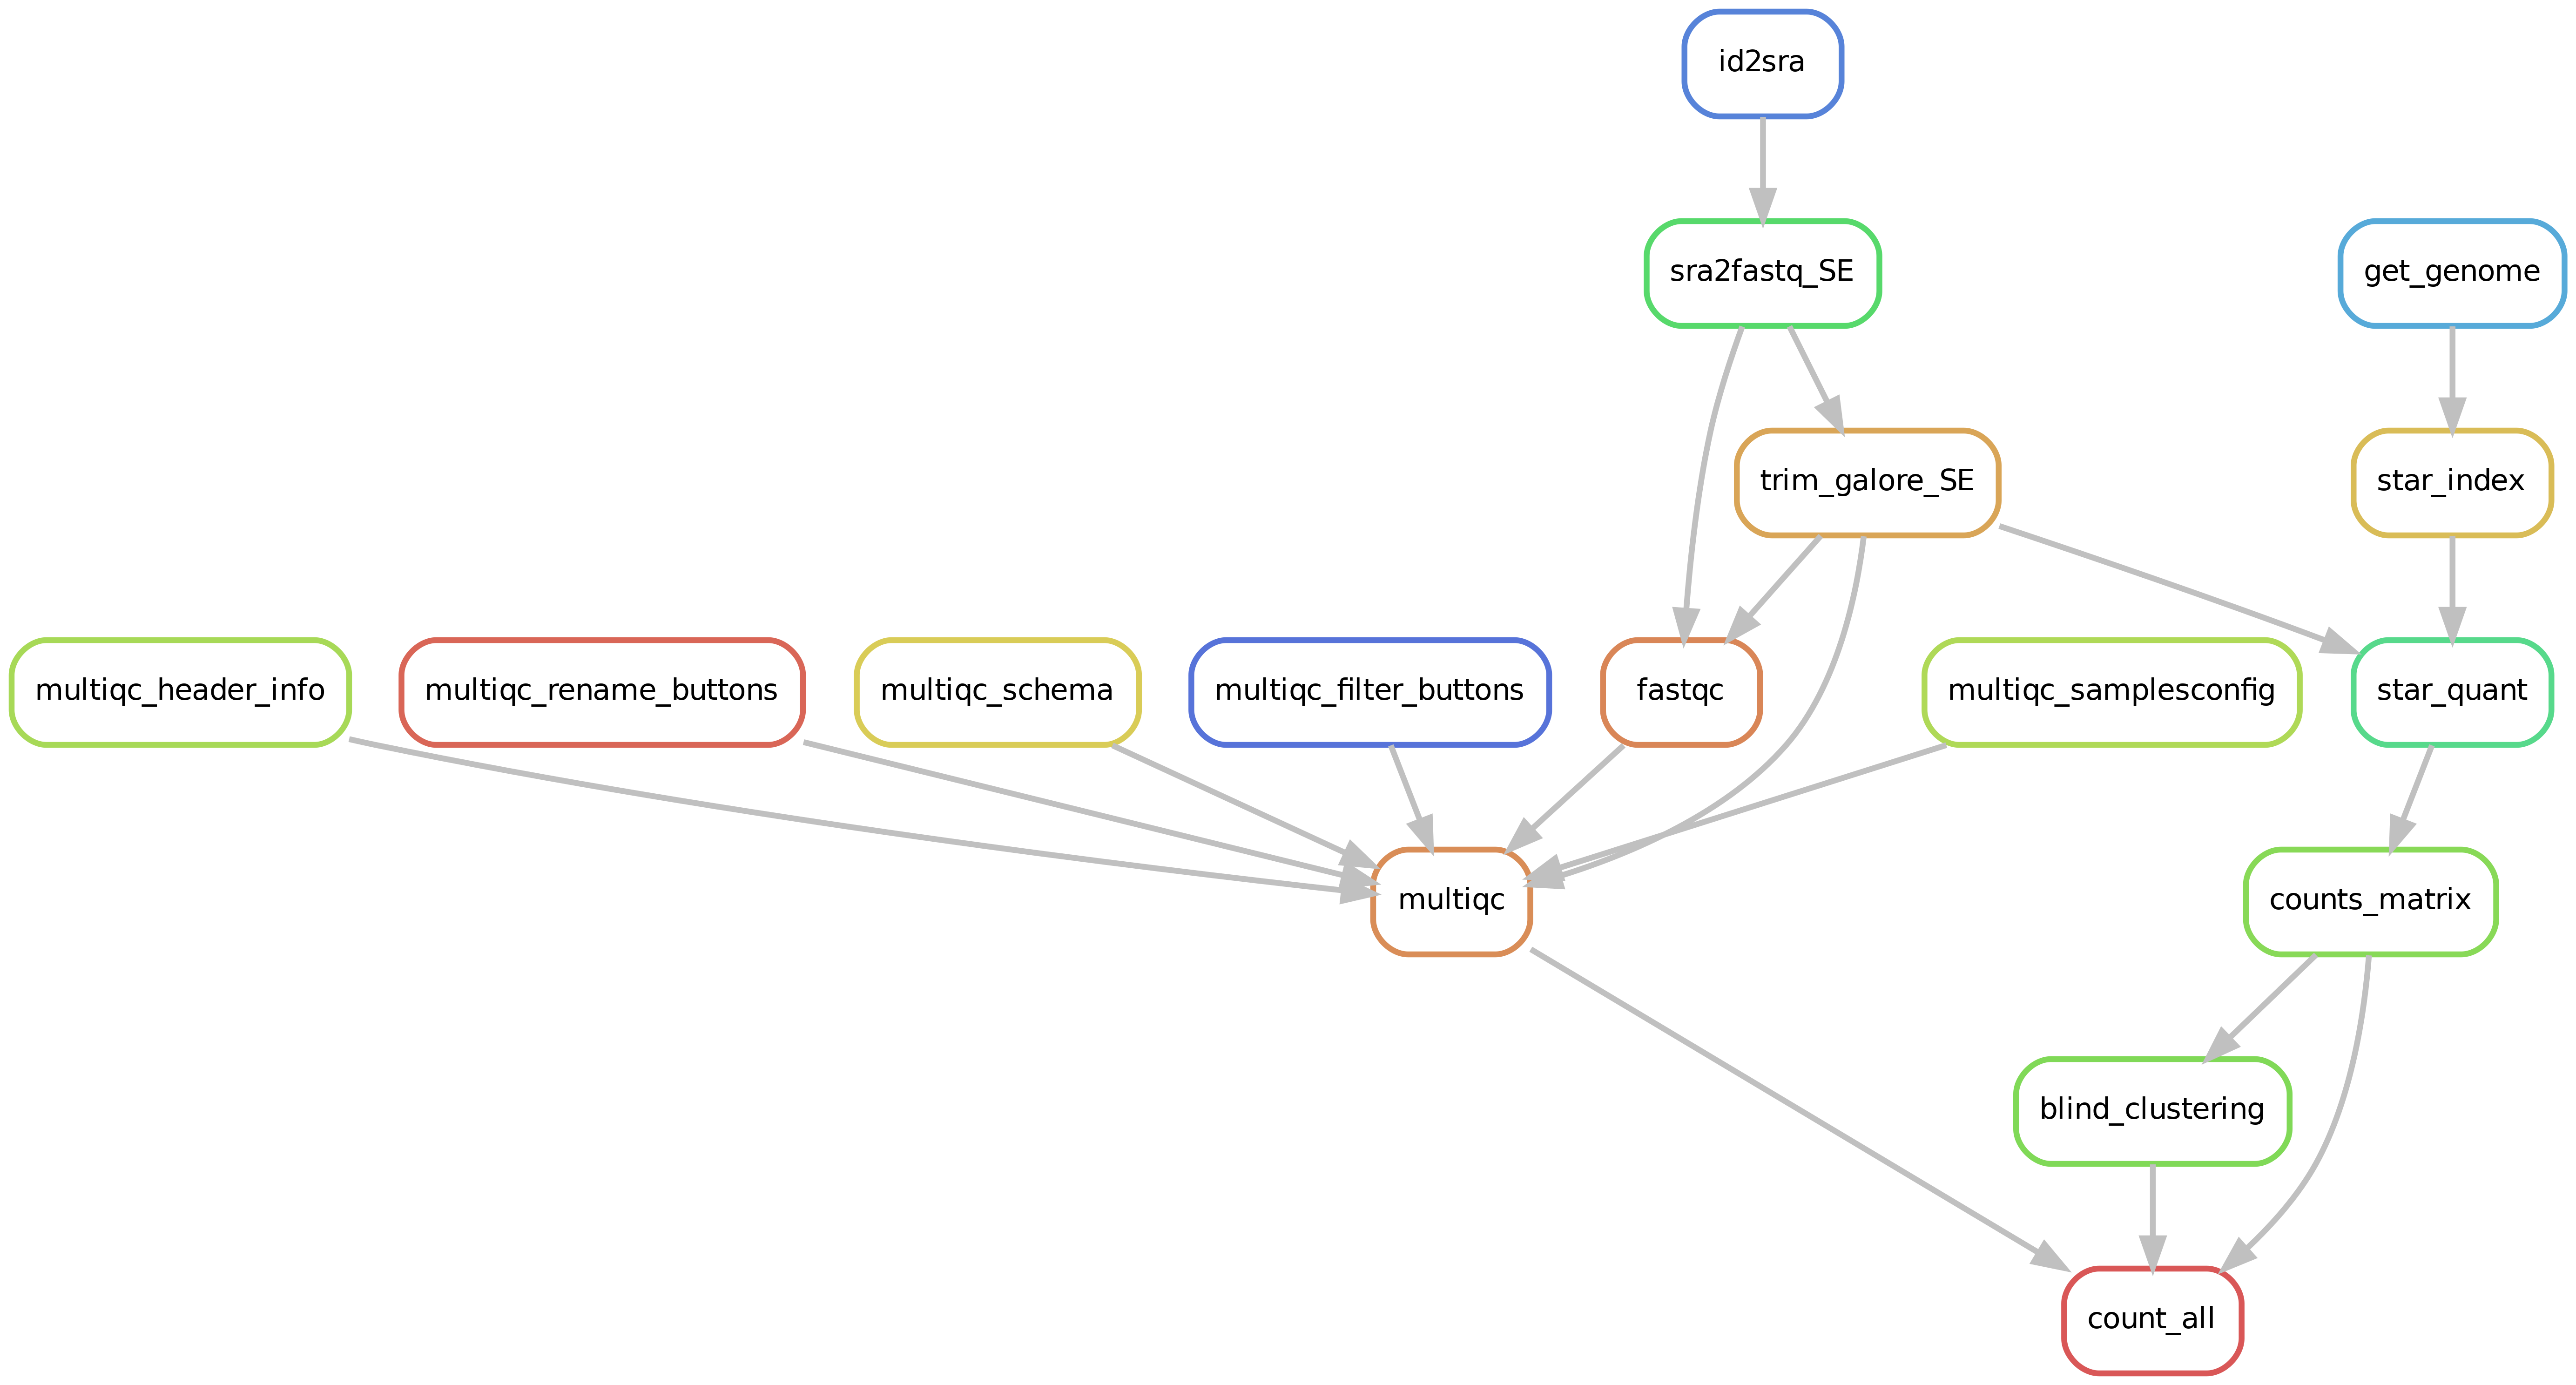 id2sra
sra2fastq_SE
get_genome
trim_galore_SE
star_index
multiqc_header_info
multiqc_rename_buttons
multiqc_schema
multiqc_filter_buttons
fastqc
multiqc_samplesconfig
star_quant
multiqc
counts_matrix
blind_clustering
count_all